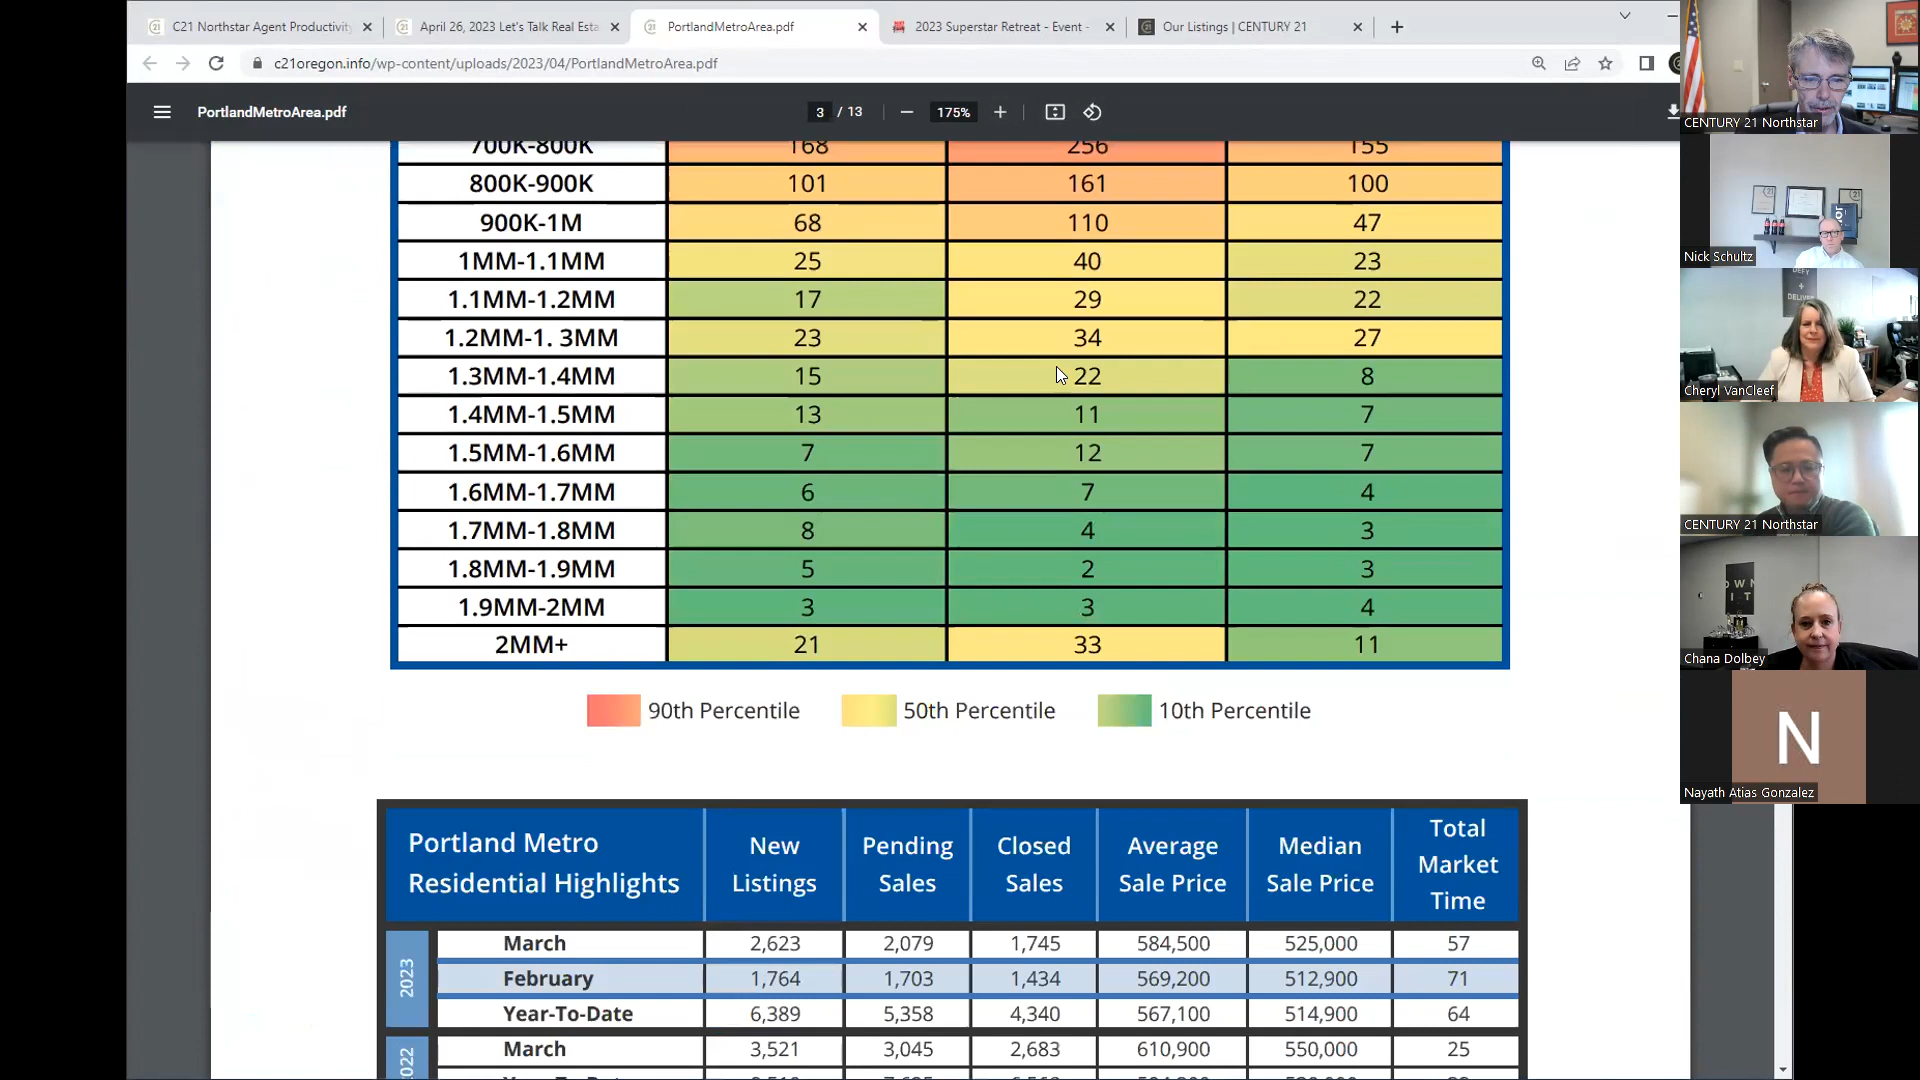 C21 Northstar Agent Productivity
April 26, 2023 Let's Talk Real Esta
PortlandMetroArea.pdf
2023 Superstar Retreat - Event -
Our Listings | CENTURY 21
c21oregon.info/wp-content/uploads/2023/04/PortlandMetroArea.pdf
PortlandMetroArea.pdf
3 / 13
175%
700K-800K 168 256 155
800K-900K 101 161 100
900K-1M 68 110 47
1MM-1.1MM 25 40 23
1.1MM-1.2MM 17 29 22
1.2MM-1. 3MM 23 34 27
1.3MM-1.4MM 15 22 8
1.4MM-1.5MM 13 11 7
1.5MM-1.6MM 7 12 7
1.6MM-1.7MM 6 7 4
1.7MM-1.8MM 8 4 3
1.8MM-1.9MM 5 2 3
1.9MM-2MM 3 3 4
2MM+ 21 33 11
90th Percentile 50th Percentile 10th Percentile
Portland Metro
Residential Highlights
New
Listings
Pending
Sales
Closed
Sales
Average
Sale Price
Median
Sale Price
Total
Market
Time
2023
March 2,623 2,079 1,745 584,500 525,000 57
February 1,764 1,703 1,434 569,200 512,900 71
Year-To-Date 6,389 5,358 4,340 567,100 514,900 64
March 3,521 3,045 2,683 610,900 550,000 25
CENTURY 21 Northstar
Nick Schultz
DEFY
+
DELIVER
Cheryl VanCleef
CENTURY 21 Northstar
Chana Dolbey
N
Nayath Atias Gonzalez